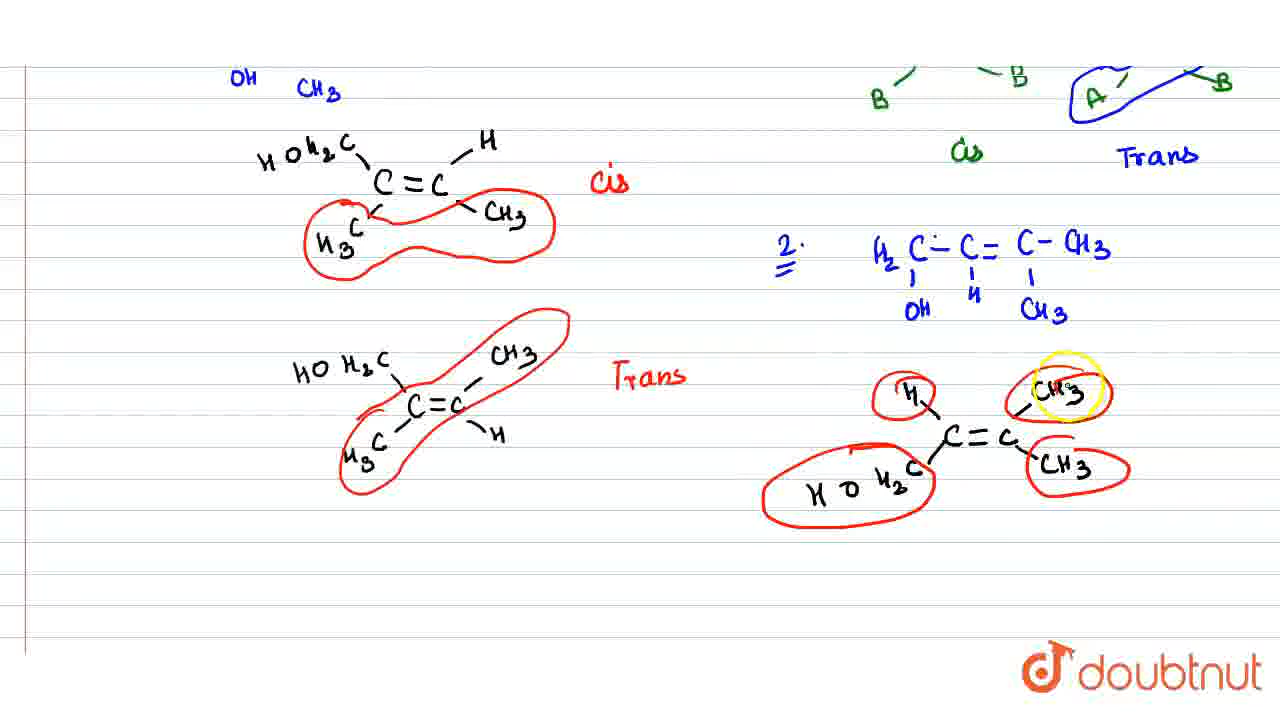 OH CH3
HOH2C H
C=C
H3C CH3
Cis
HOH2C CH3
C=C
H3C H
Trans
B B A B
Cis Trans
2. H2C-C=C-CH3
OH H CH3
H CH3
C=C
HOH2C CH3
doubtnut